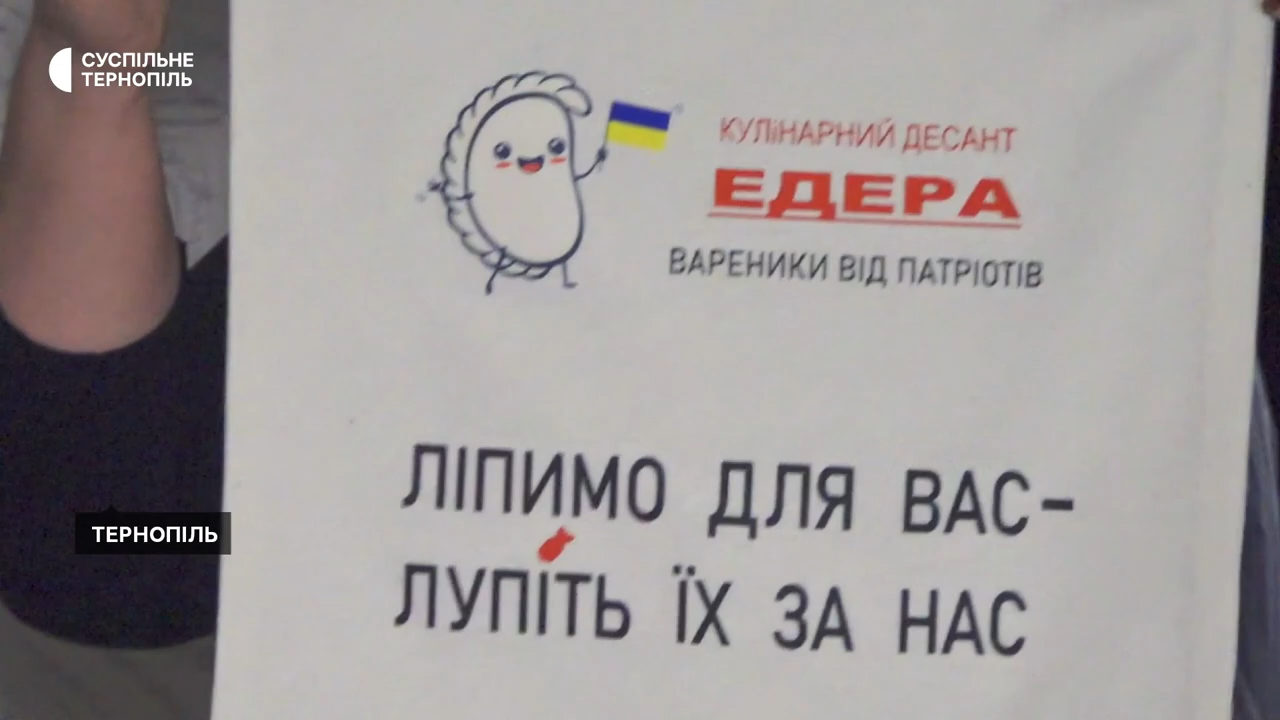 СУСПІЛЬНЕ
ТЕРНОПІЛЬ
КУЛіНАРНИЙ ДЕСАНТ
ЕДЕРА
ВАРЕНИКИ ВІД ПАТРІОТІВ
ЛІПИМО ДЛЯ ВАС-
ЛУПІТЬ ЇХ ЗА НАС
ТЕРНОПІЛЬ